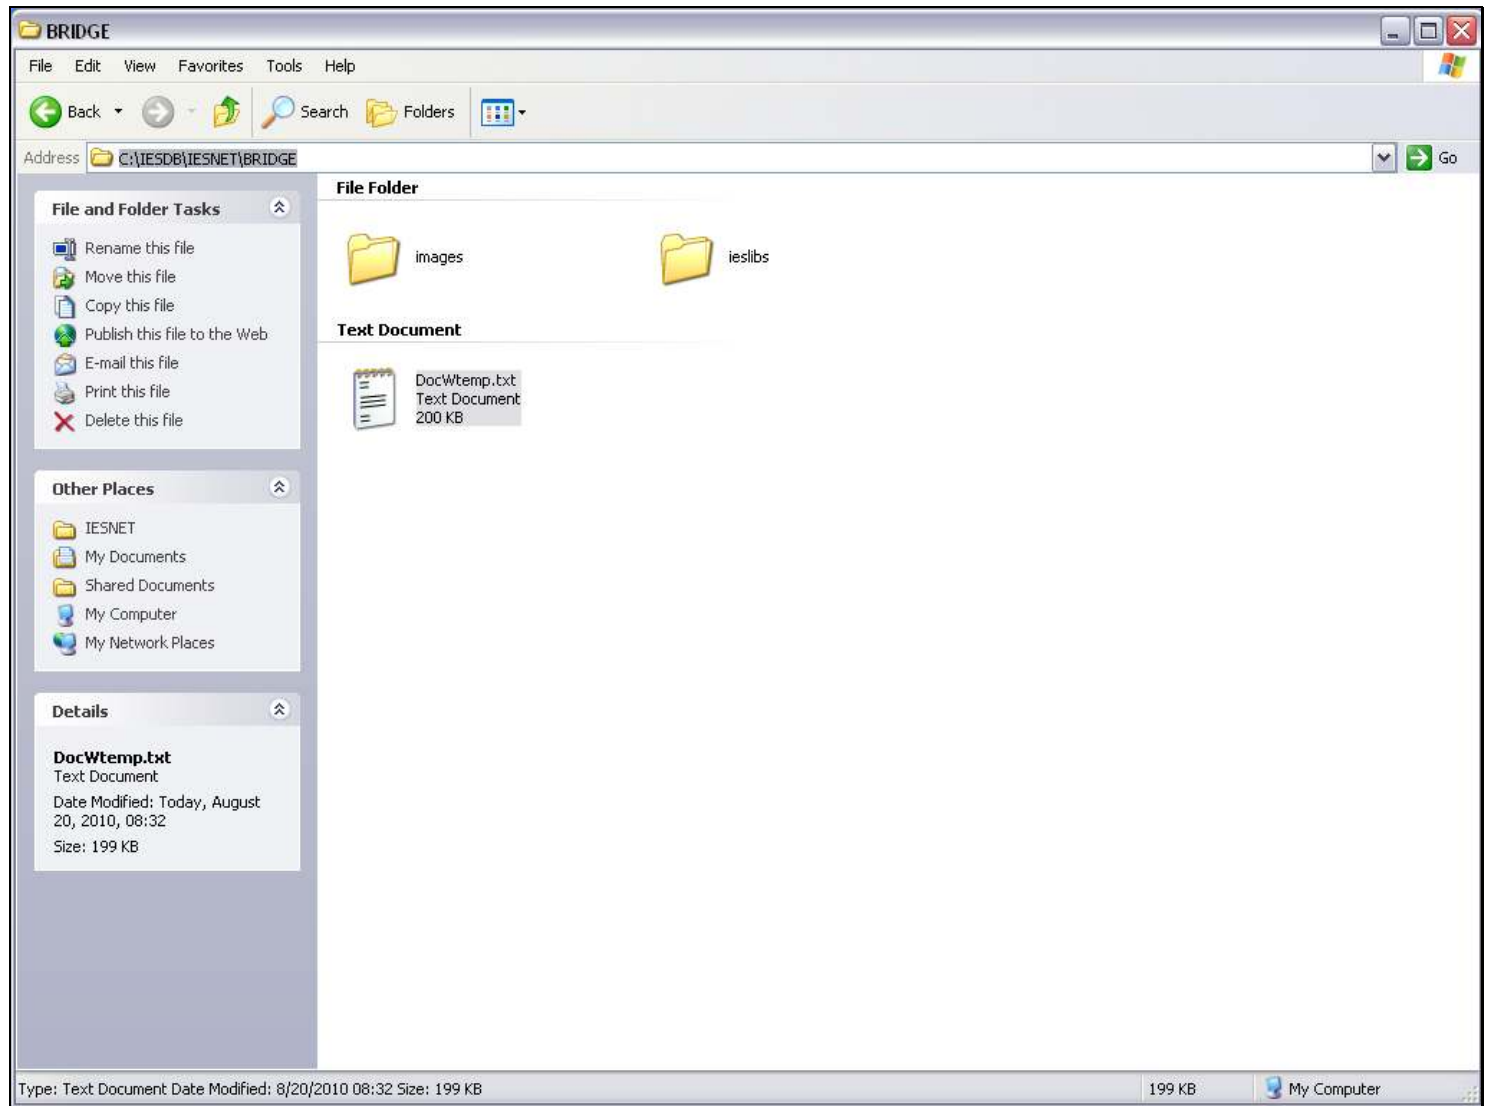 BRIDGE
File Edit View Favorites Tools Help
Back Search Folders
Address C:\IESDB\IESNET\BRIDGE Go
File and Folder Tasks
Rename this file
Move this file
Copy this file
Publish this file to the Web
E-mail this file
Print this file
Delete this file
Other Places
IESNET
My Documents
Shared Documents
My Computer
My Network Places
Details
DocWtemp.txt
Text Document
Date Modified: Today, August
20, 2010, 08:32
Size: 199 KB
File Folder
images ieslibs
Text Document
DocWtemp.txt
Text Document
200 KB
Type: Text Document Date Modified: 8/20/2010 08:32 Size: 199 KB 199 KB My Computer